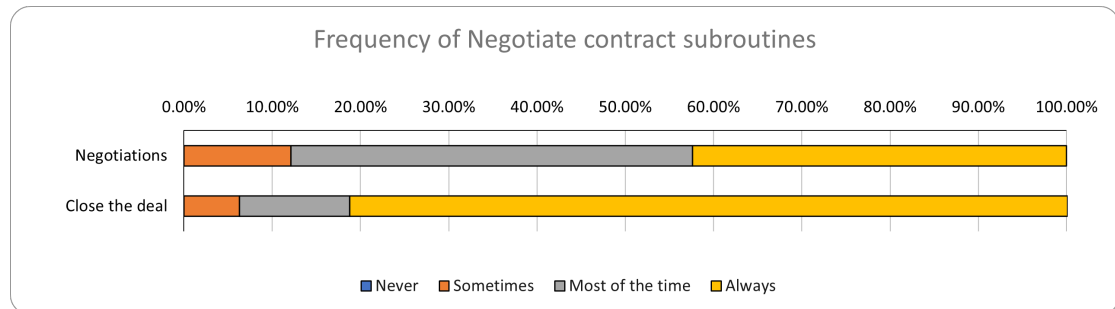 Frequency of Negotiate contract subroutines
0.00% 10.00% 20.00% 30.00% 40.00% 50.00% 60.00% 70.00% 80.00% 90.00% 100.00%
Negotiations
Close the deal
Never Sometimes Most of the time Always